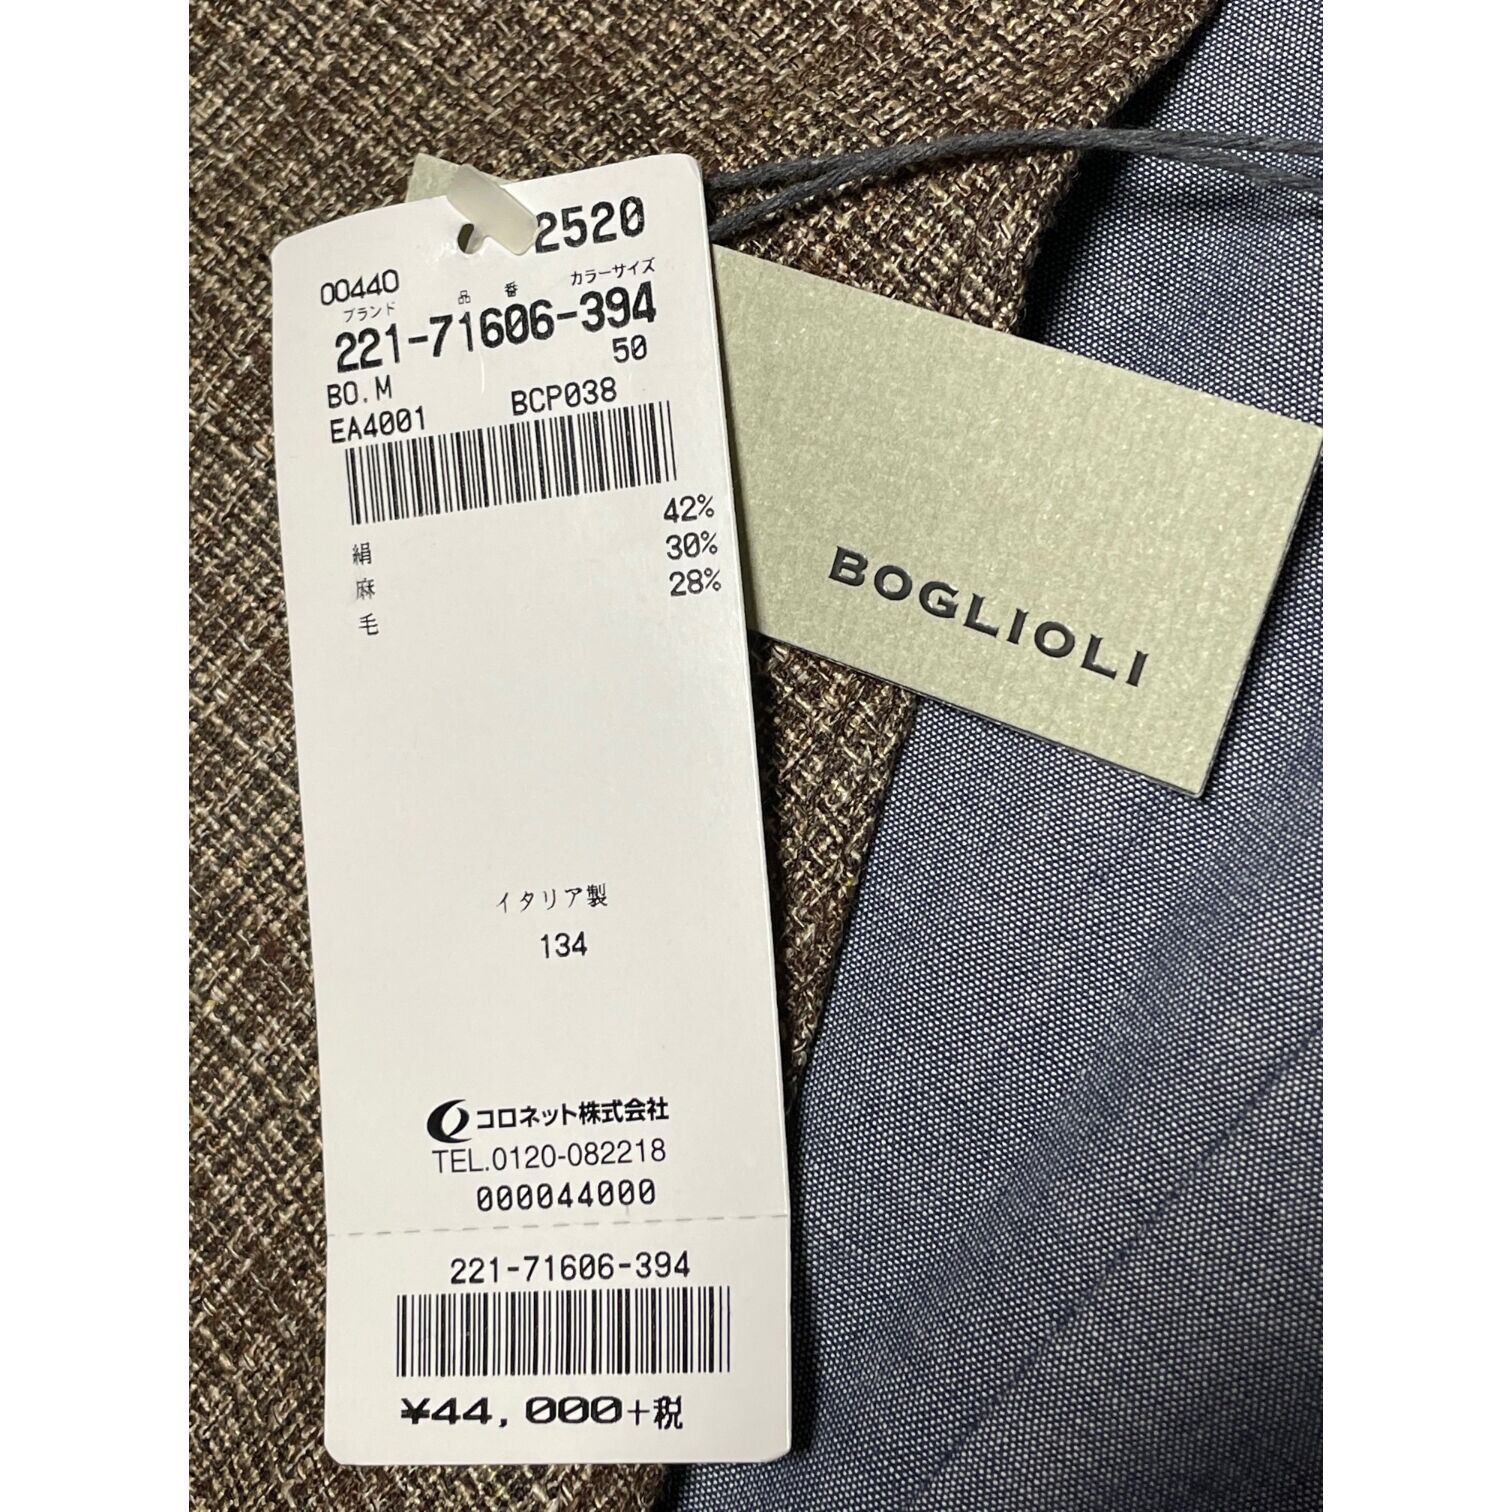 2520
00440
ブランド 品番 カラーサイズ
221-71606-394
BO.M 50
EA4001 BCP038
絹 42%
麻 30%
毛 28%
イタリア製
134
コロネット株式会社
TEL.0120-082218
000044000
221-71606-394
¥44,000+税
BOGLIOLI